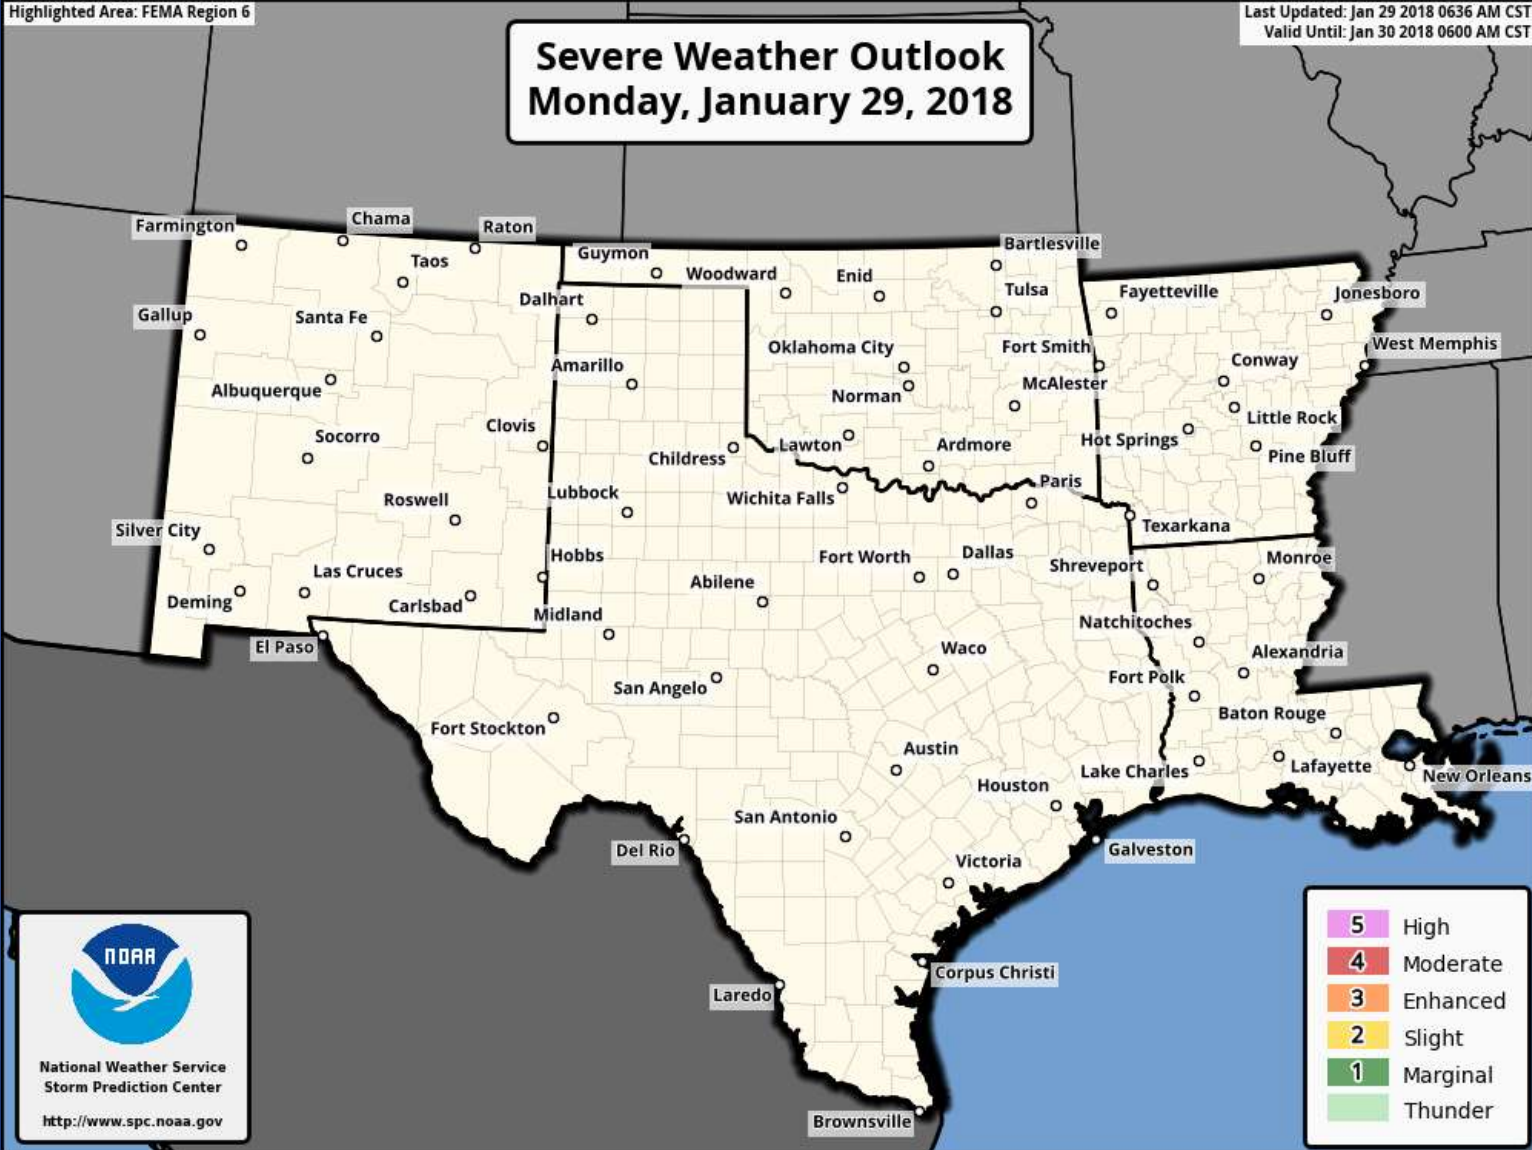 Highlighted Area: FEMA Region 6
Last Updated: Jan 29 2018 0636 AM CST
Valid Until: Jan 30 2018 0600 AM CST
Severe Weather Outlook
Monday, January 29, 2018
Farmington
Chama
Raton
Taos
Guymon
Woodward
Enid
Bartlesville
Tulsa
Fayetteville
Jonesboro
Gallup
Santa Fe
Dalhart
Oklahoma City
Fort Smith
Conway
West Memphis
Albuquerque
Amarillo
Norman
McAlester
Little Rock
Socorro
Clovis
Childress
Lawton
Ardmore
Hot Springs
Pine Bluff
Roswell
Lubbock
Wichita Falls
Paris
Texarkana
Silver City
Hobbs
Fort Worth
Dallas
Shreveport
Monroe
Las Cruces
Abilene
Deming
Carlsbad
Midland
Natchitoches
El Paso
Waco
Alexandria
San Angelo
Fort Polk
Fort Stockton
Baton Rouge
Austin
Houston
Lake Charles
Lafayette
New Orleans
San Antonio
Del Rio
Victoria
Galveston
Laredo
Corpus Christi
Brownsville
NOAA
National Weather Service
Storm Prediction Center
http://www.spc.noaa.gov
5 High
4 Moderate
3 Enhanced
2 Slight
1 Marginal
Thunder